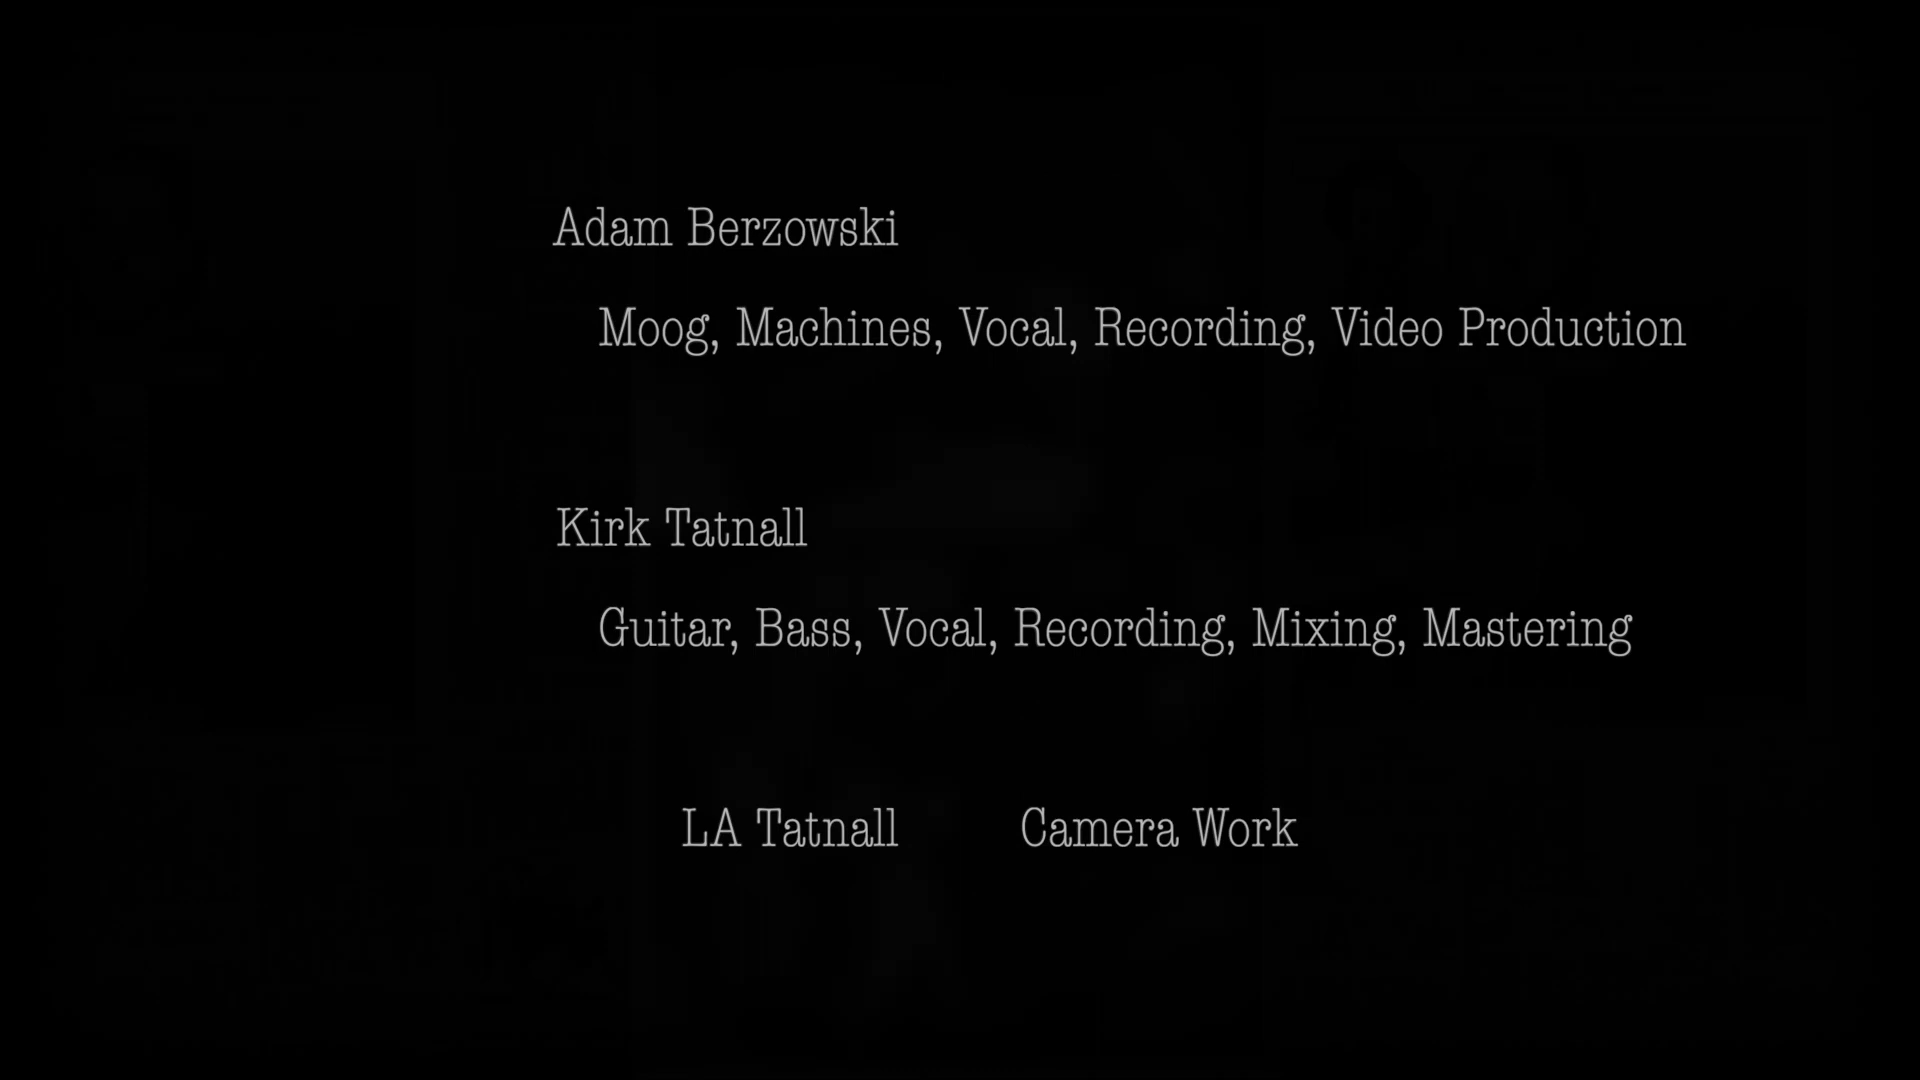 Adam Berzowski
Moog, Machines, Vocal, Recording, Video Production
Kirk Tatnall
Guitar, Bass, Vocal, Recording, Mixing, Mastering
LA Tatnall Camera Work